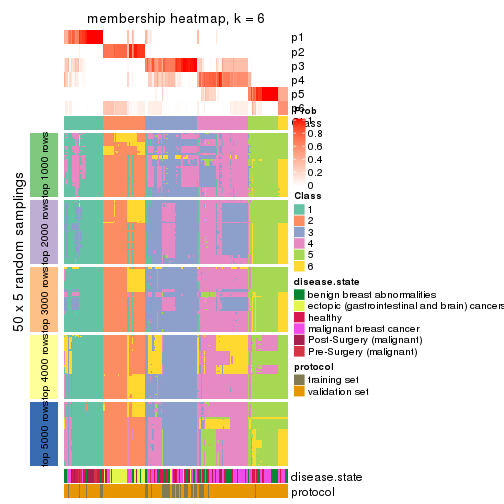 membership heatmap, k = 6
p1
p2
p3
p4
p5
p6
Prob
Class
0.8
0.6
0.4
0.2
0
Class
1
2
3
4
5
6
disease.state
benign breast abnormalities
ectopic (gastrointestinal and brain) cancers
healthy
malignant breast cancer
Post-Surgery (malignant)
Pre-Surgery (malignant)
protocol
training set
validation set
50 x 5 random samplings
top 1000 rows
top 2000 rows
top 3000 rows
top 4000 rows
top 5000 rows
disease.state
protocol